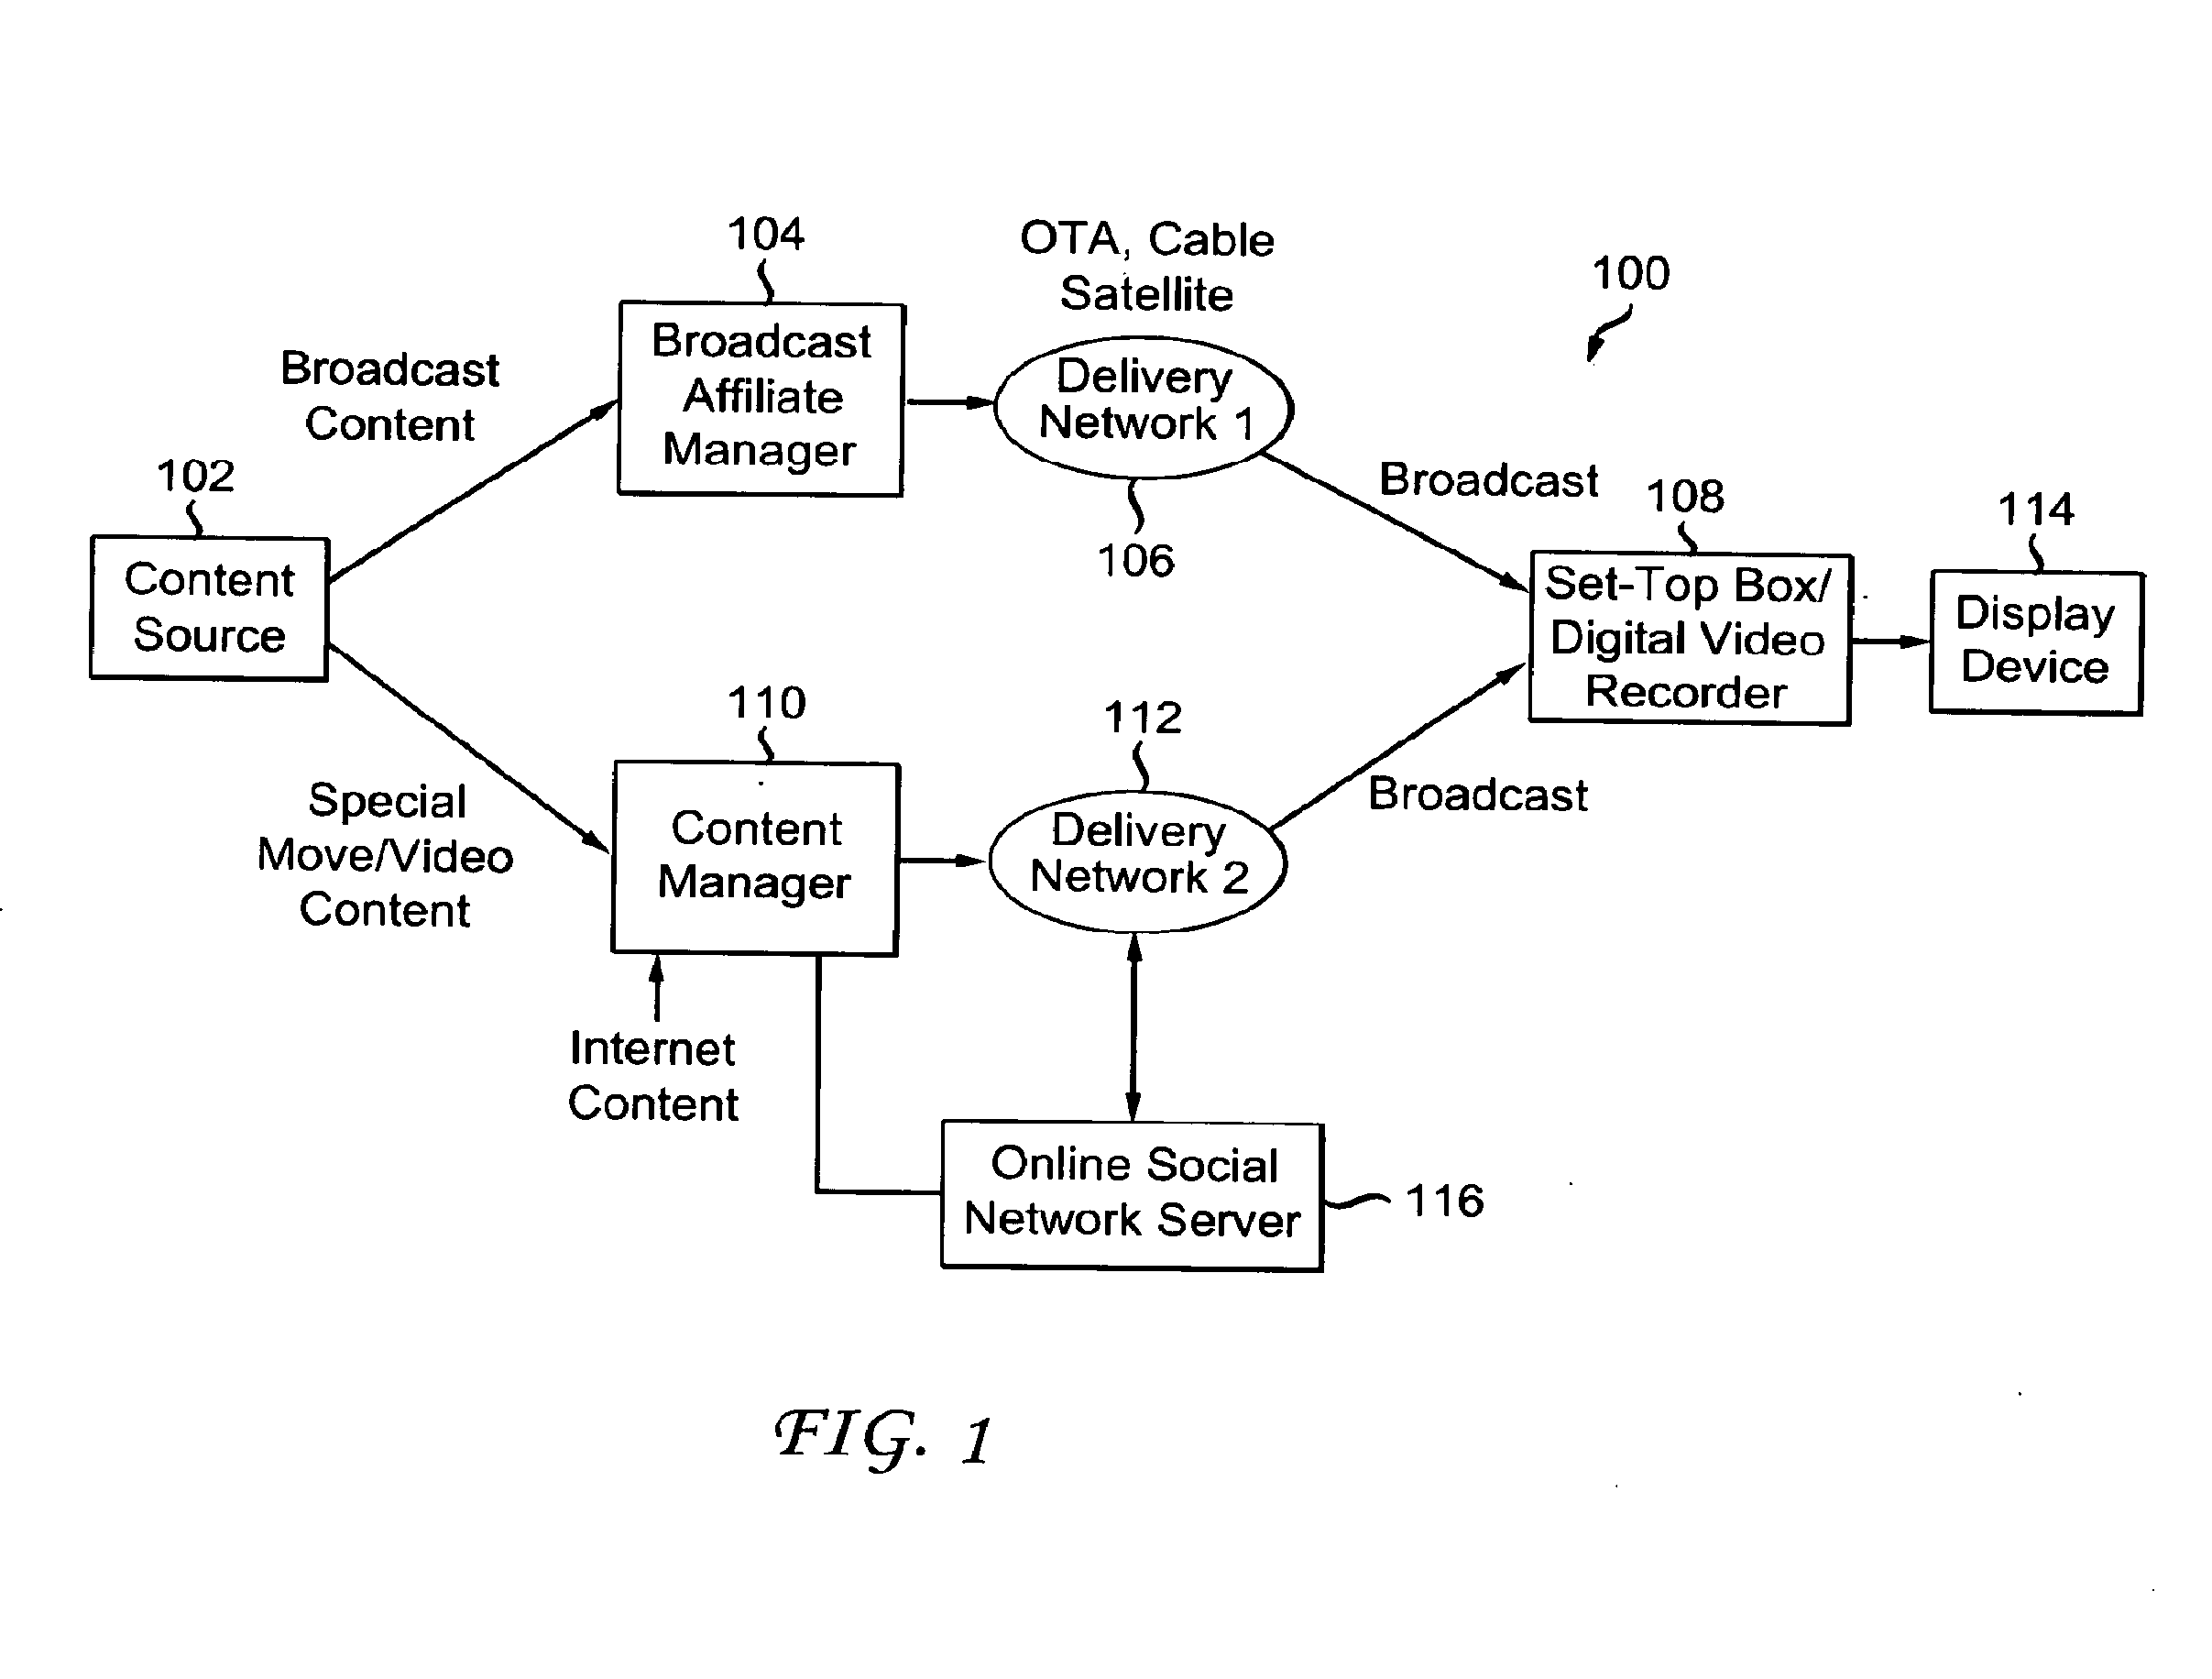 104
OTA, Cable
Satellite
100
Broadcast
Affiliate
Manager
Broadcast
Content
Delivery
Network 1
102
Broadcast
108
114
106
Content
Source
Set-Top Box/
Digital Video
Recorder
Display
Device
110
112
Special
Move/Video
Content
Content
Manager
Delivery
Network 2
Broadcast
Internet
Content
Online Social
Network Server
116
FIG. 1